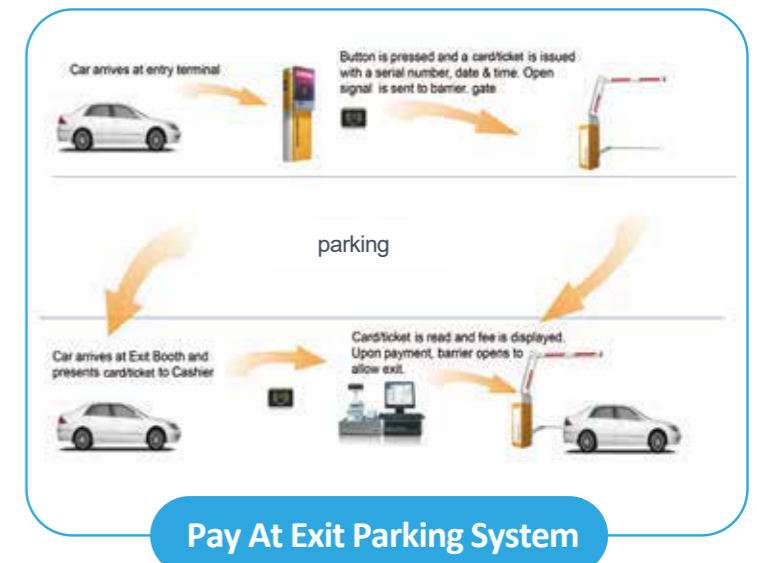 Car arrives at entry terminal
Button is pressed and a card/ticket is issued
with a serial number, date & time. Open
signal is sent to barrier. gate
parking
Car arrives at Exit Booth and
presents card/ticket to Cashier
Card/ticket is read and fee is displayed.
Upon payment, barrier opens to
allow exit.
Pay At Exit Parking System